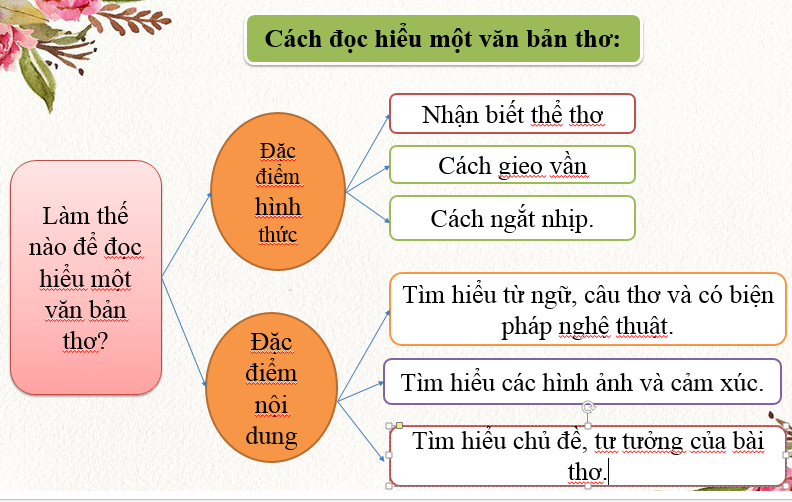 Cách đọc hiểu một văn bản thơ:
Làm thế
nào để đọc
hiểu một
văn bản
thơ?
Đặc
điểm
hình
thức
Nhận biết thể thơ
Cách gieo vần
Cách ngắt nhịp.
Đặc
điểm
nội
dung
Tìm hiểu từ ngữ, câu thơ và có biện
pháp nghệ thuật.
Tìm hiểu các hình ảnh và cảm xúc.
Tìm hiểu chủ đề, tư tưởng của bài
thơ.